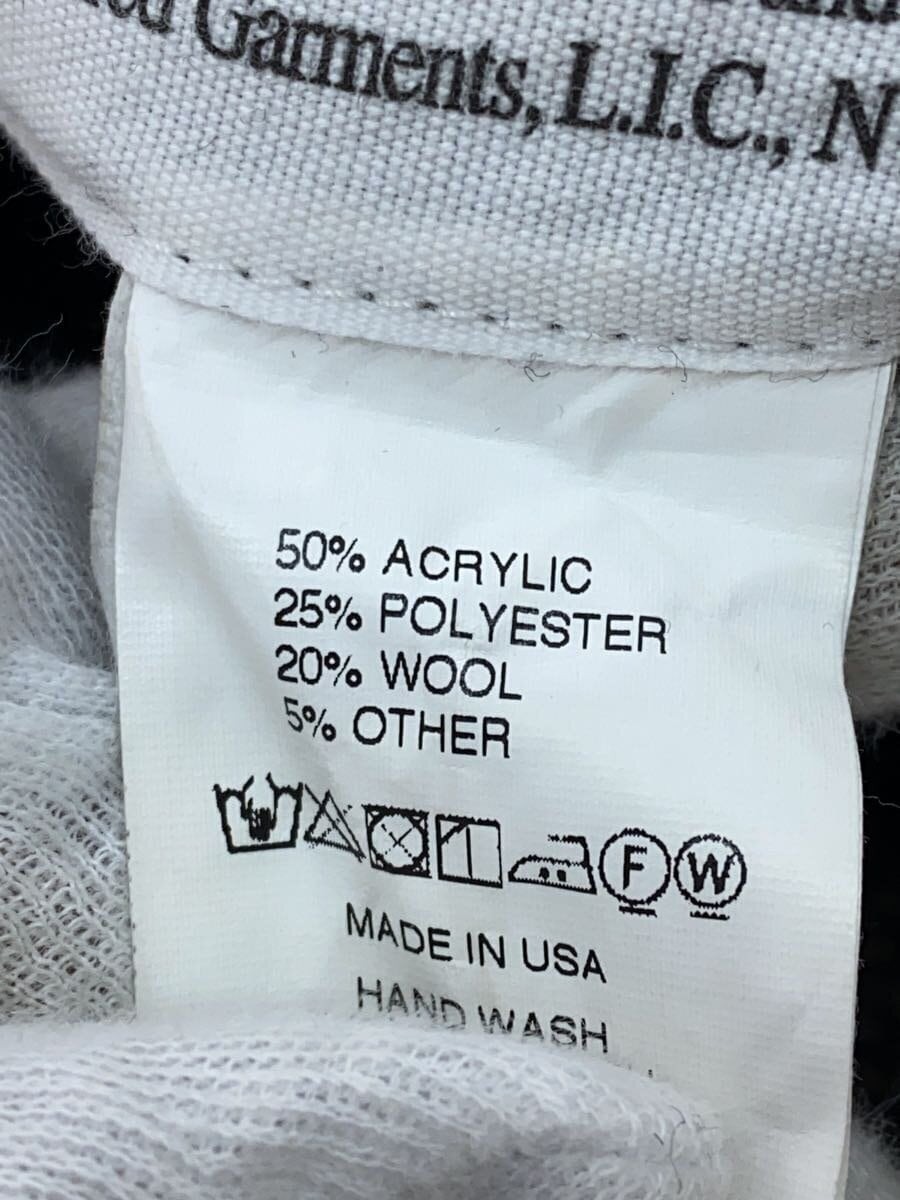 Garments, L.I.C., N
50% ACRYLIC
25% POLYESTER
20% WOOL
5% OTHER
F W
MADE IN USA
HAND WASH